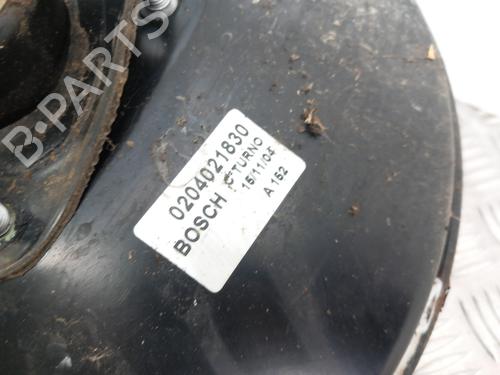 0204021830
BOSCH C-TURNO
15/11/04
A 152
B-PARTS